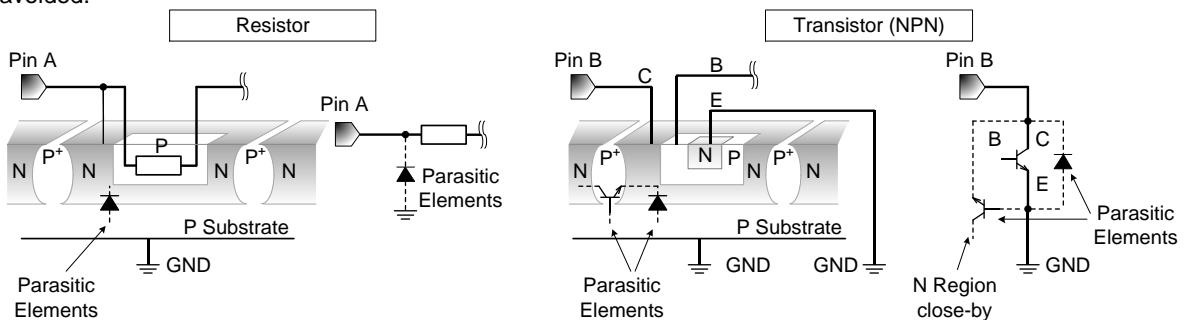 Resistor
Transistor (NPN)
Pin A
Pin A
Pin B
C
B
E
Pin B
N
P+
N
P
N
P+
N
Parasitic
Elements
P Substrate
GND
Parasitic
Elements
N
P+
N
N
P
P+
N
N
P Substrate
GND
GND
Parasitic
Elements
B
C
E
Parasitic
Elements
GND
N Region
close-by